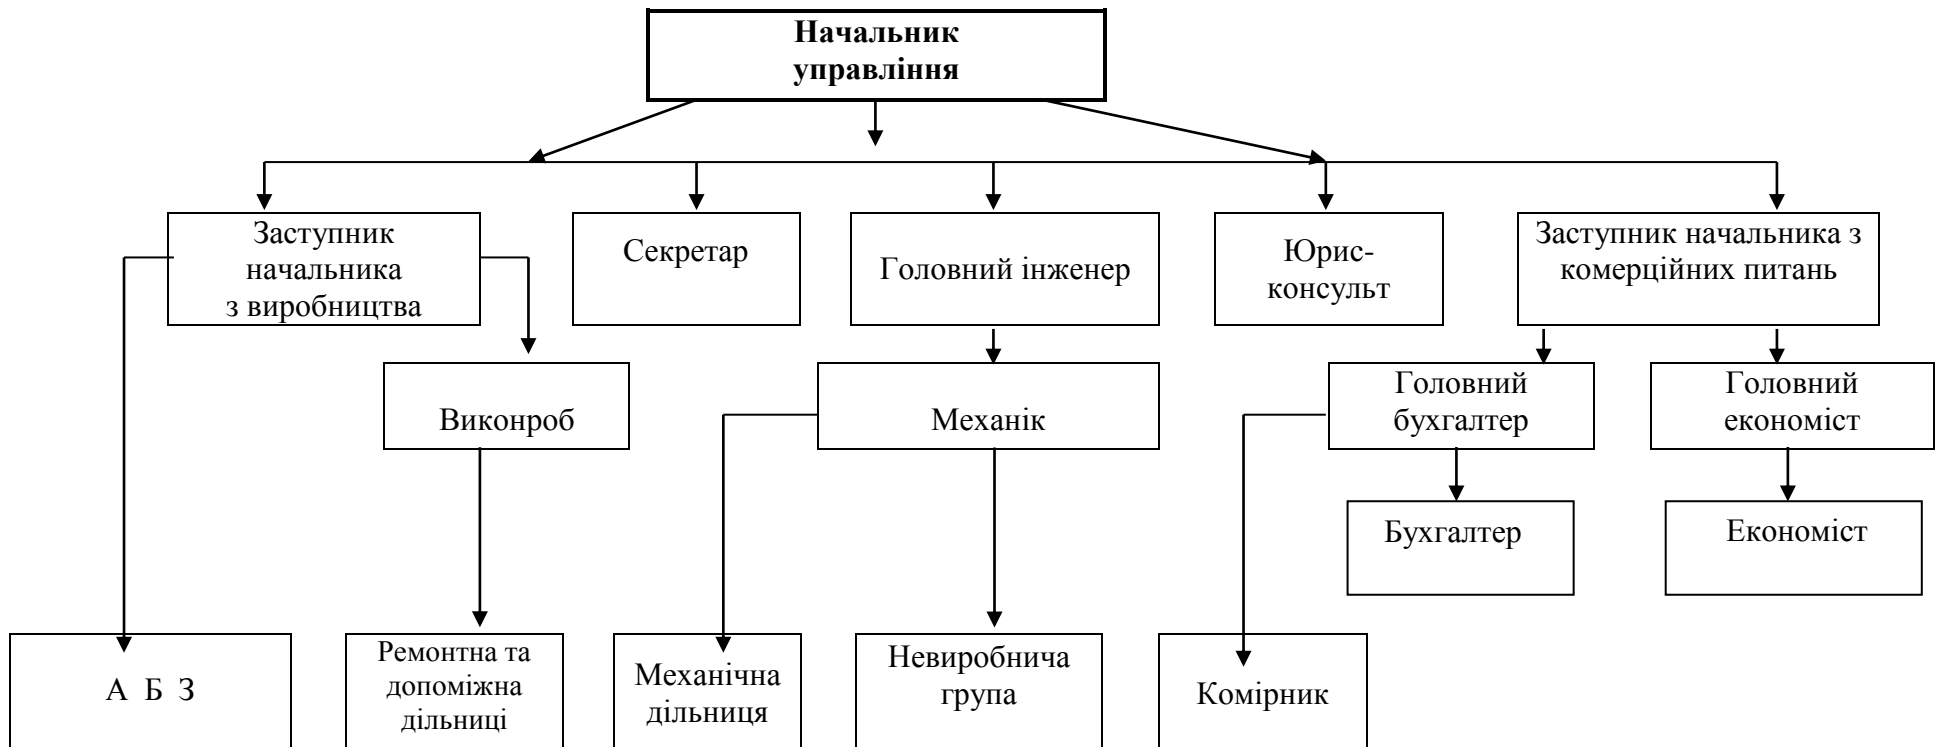 Начальник
управління
Заступник
начальника
з виробництва
Секретар
Головний інженер
Юрис-
консульт
Заступник начальника з
комерційних питань
Виконроб
Механік
Головний
бухгалтер
Головний
економіст
Бухгалтер
Економіст
А Б З
Ремонтна та
допоміжна
дільниці
Механічна
дільниця
Невиробнича
група
Комірник